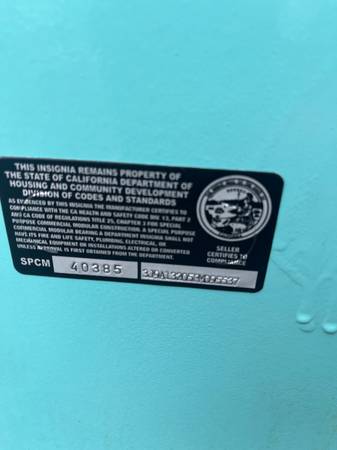 THIS INSIGNIA REMAINS PROPERTY OF
THE STATE OF CALIFORNIA DEPARTMENT OF
HOUSING AND COMMUNITY DEVELOPMENT
DIVISION OF CODES AND STANDARDS
AS EVIDENCED BY THIS INSIGNIA THE MANUFACTURER CERTIFIES TO
COMPLIANCE WITH THE CA HEALTH AND SAFETY CODE DIV 13, PART 2
AND CA CODE OF REGULATIONS TITLE 25, CHAPTER 3 FOR SPECIAL
PURPOSE COMMERCIAL MODULAR CONSTRUCTION. A SPECIAL PURPOSE
COMMERCIAL MODULAR BEARING A DEPARTMENT INSIGNIA SHALL NOT
HAVE ITS FIRE AND LIFE SAFETY, PLUMBING, ELECTRICAL, OR
MECHANICAL EQUIPMENT OR INSTALLATIONS ALTERED OR CONVERTED
UNLESS APPROVAL IS FIRST OBTAINED FROM THE DEPARTMENT.
SELLER
CERTIFIES TO
COMPLIANCE
SPCM 40385